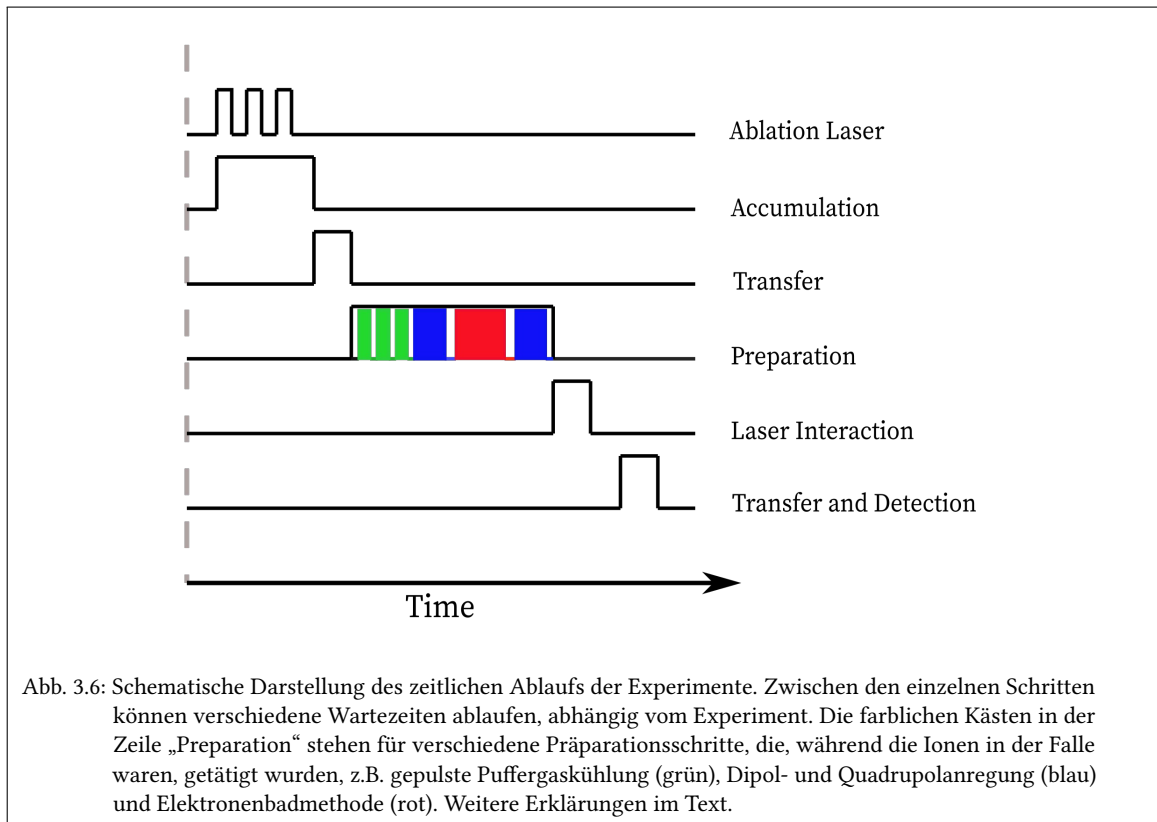 Ablation Laser
Accumulation
Transfer
Preparation
Laser Interaction
Transfer and Detection
Time
Abb. 3.6: Schematische Darstellung des zeitlichen Ablaufs der Experimente. Zwischen den einzelnen Schritten
können verschiedene Wartezeiten ablaufen, abhängig vom Experiment. Die farblichen Kästen in der
Zeile „Preparation“ stehen für verschiedene Präparationsschritte, die, während die Ionen in der Falle
waren, getätigt wurden, z.B. gepulste Puffergaskühlung (grün), Dipol- und Quadrupolanregung (blau)
und Elektronenbadmethode (rot). Weitere Erklärungen im Text.